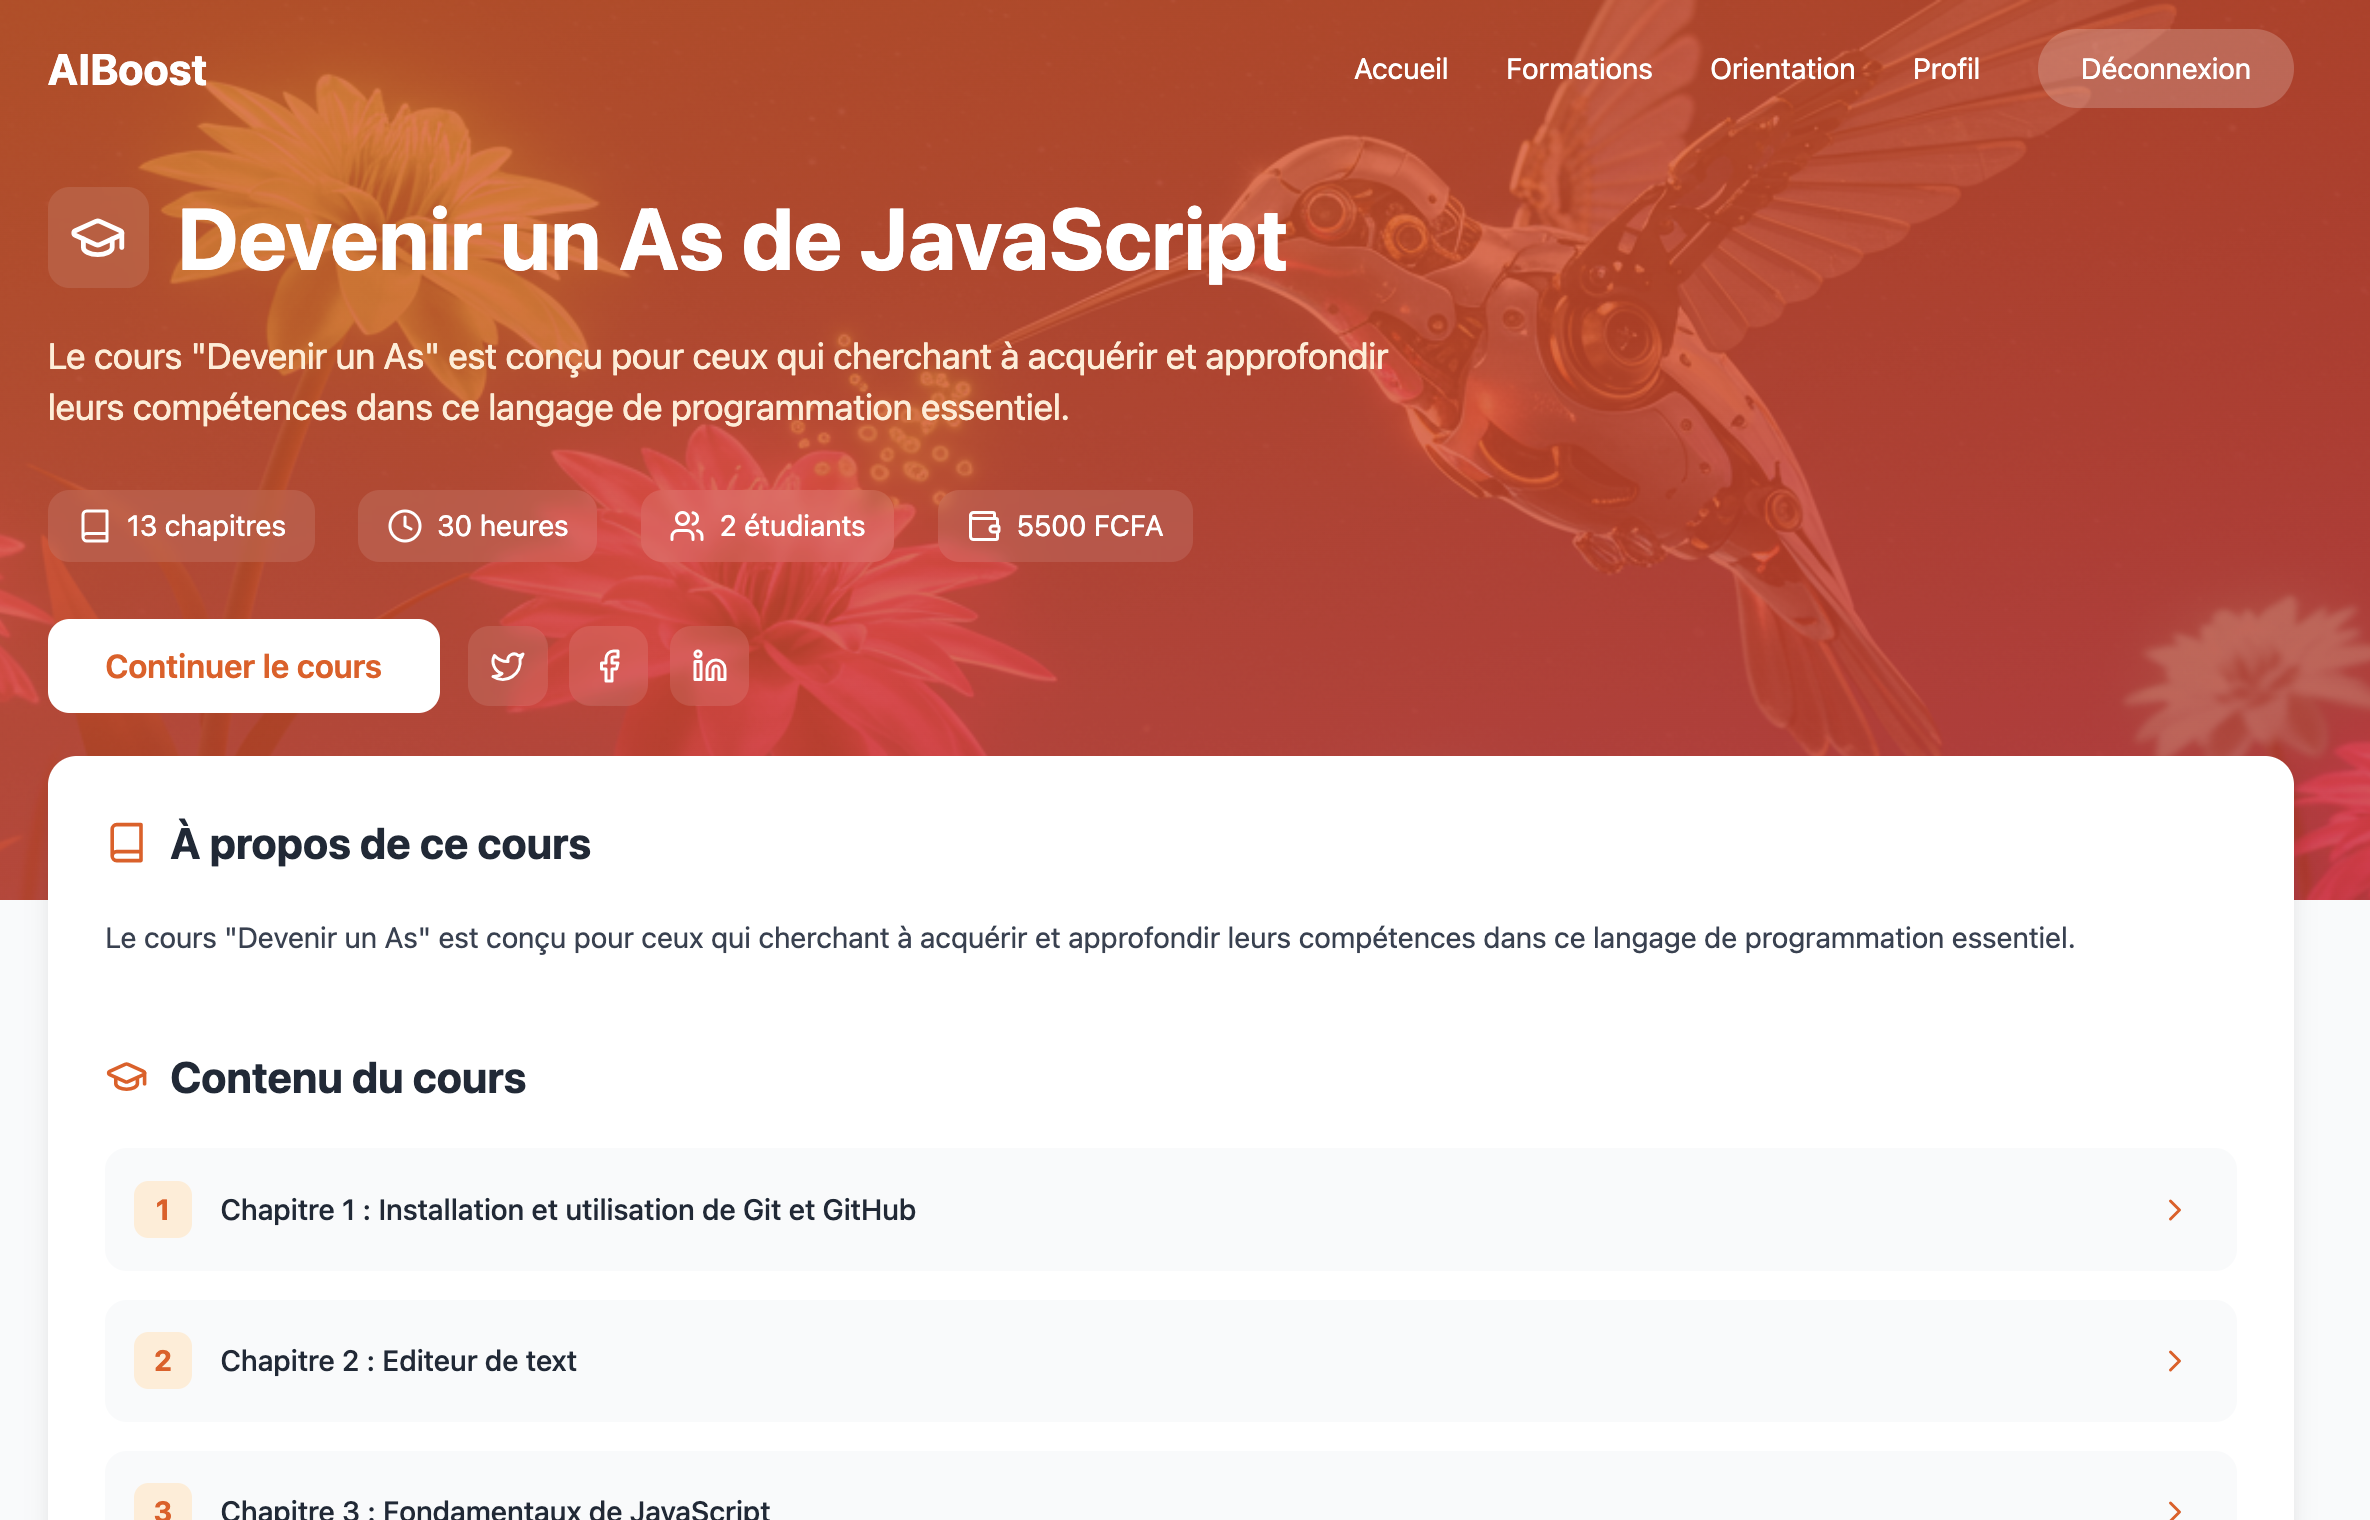 AIBoost
Accueil
Formations
Orientation
Profil
Déconnexion
Devenir un As de JavaScript
Le cours "Devenir un As" est conçu pour ceux qui cherchant à acquérir et approfondir
leurs compétences dans ce langage de programmation essentiel.
13 chapitres
30 heures
2 étudiants
5500 FCFA
Continuer le cours
À propos de ce cours
Le cours "Devenir un As" est conçu pour ceux qui cherchant à acquérir et approfondir leurs compétences dans ce langage de programmation essentiel.
Contenu du cours
1
Chapitre 1 : Installation et utilisation de Git et GitHub
2
Chapitre 2 : Editeur de text
3
Chapitre 3 : Fondamentaux de JavaScript